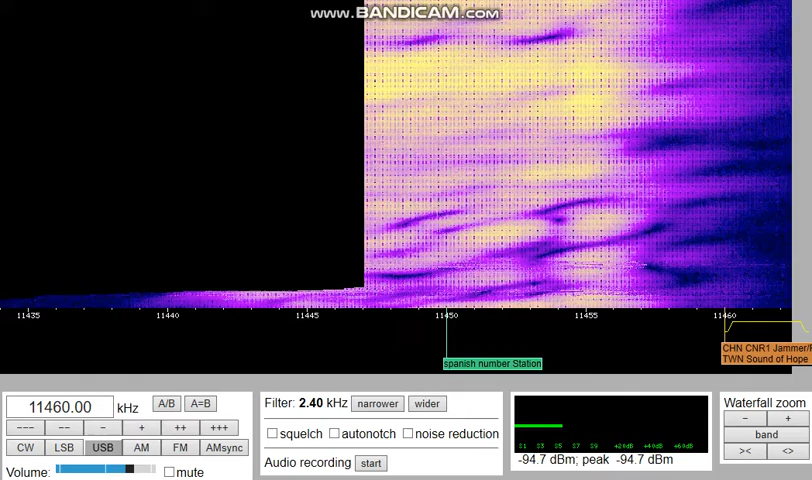 www.BANDICAM.com
11435 11440 11445 11450 11455 11460
spanish number Station
CHN CNR1 Jammer/
TWN Sound of Hope
11460.00 kHz A/B A=B
--- -- - + ++ +++
CW LSB USB AM FM AMsync
Volume: mute
Filter: 2.40 kHz narrower wider
squelch autonotch noise reduction
Audio recording start
S1 S3 S5 S7 S9 +20dB +40dB +60dB
-94.7 dBm; peak -94.7 dBm
Waterfall zoom
- +
band
>< <>